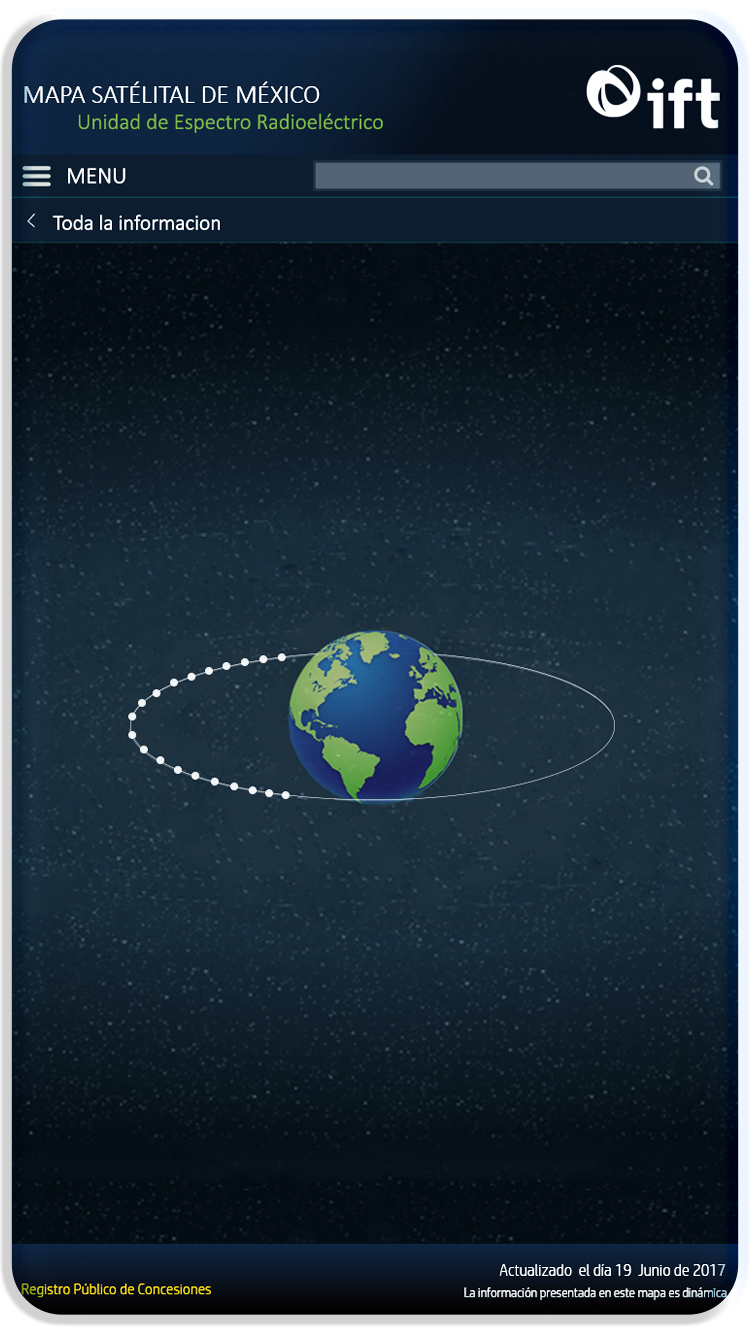 MAPA SATÉLITAL DE MÉXICO
Unidad de Espectro Radioeléctrico
ift
MENU
Toda la informacion
Actualizado el día 19 Junio de 2017
Registro Público de Concesiones
La información presentada en este mapa es dinámica